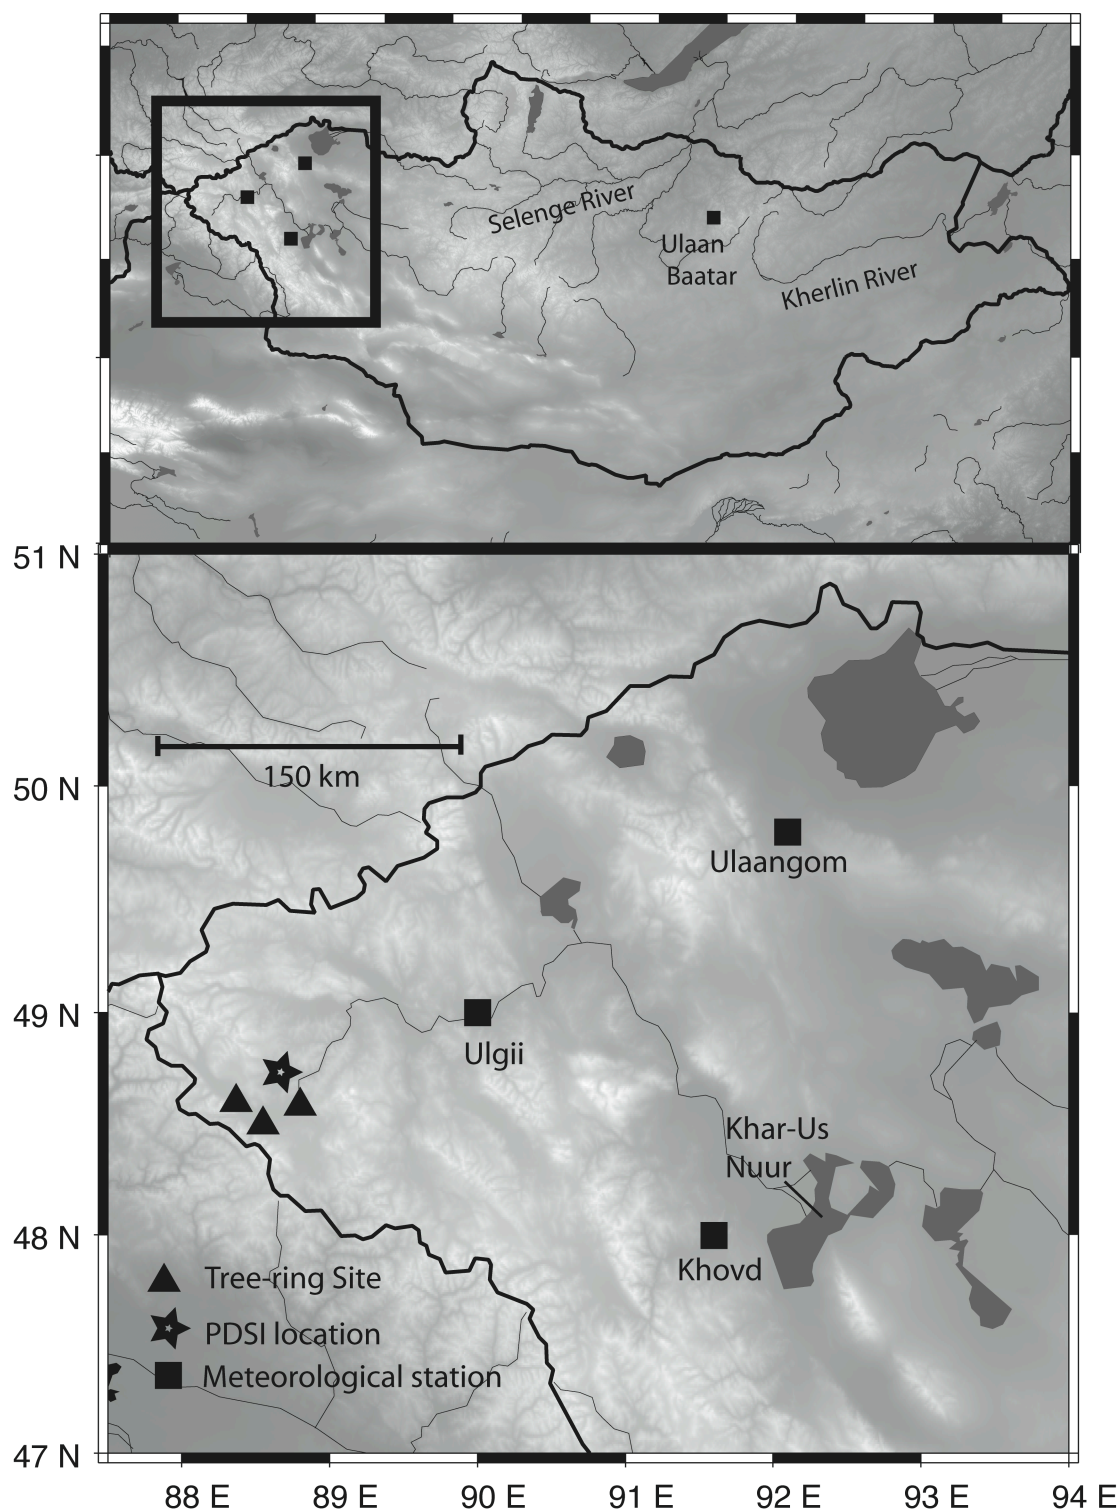 Selenge River
Ulaan
Baatar
Kherlin River
51 N
150 km
50 N
Ulaangom
49 N
Ulgii
Khar-Us
Nuur
48 N
Khovd
Tree-ring Site
PDSI location
Meteorological station
47 N
88 E 89 E 90 E 91 E 92 E 93 E 94 E